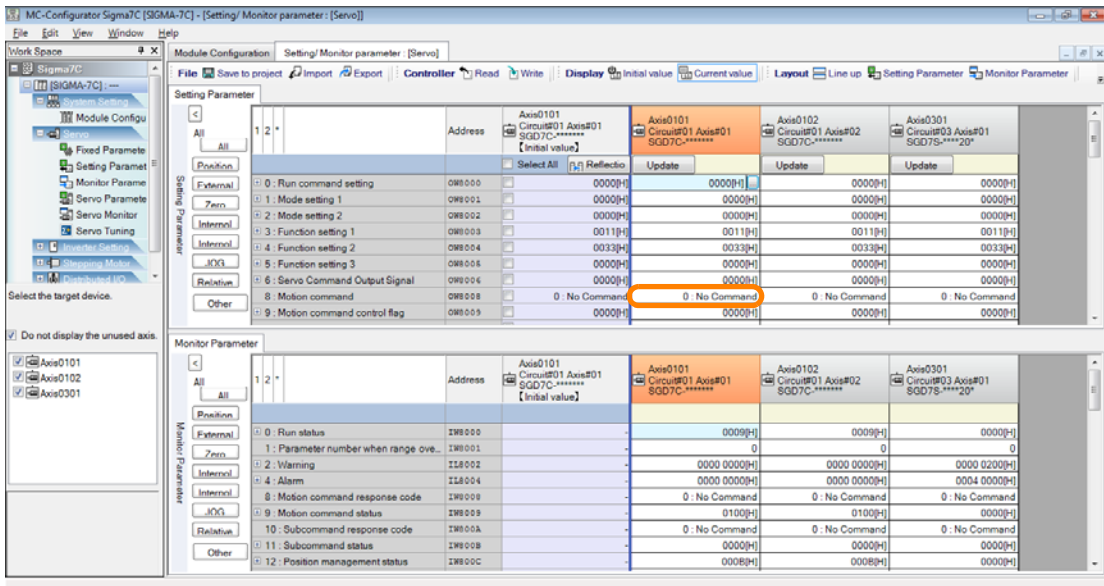 MC-Configurator Sigma7C [SIGMA-7C] - [Setting/ Monitor parameter : [Servo]]
File Edit View Window Help
Work Space
Sigma7C
[SIGMA-7C] : ---
System Setting
Module Configu
Servo
Fixed Paramete
Setting Paramet
Monitor Parame
Servo Paramete
Servo Monitor
Servo Tuning
Inverter Setting
Stepping Motor
Distributed I/O
Select the target device.
Do not display the unused axis.
Axis0101
Axis0102
Axis0301
Module Configuration Setting/ Monitor parameter : [Servo]
File Save to project Import Export Controller Read Write Display Initial value Current value Layout Line up Setting Parameter Monitor Parameter
Setting Parameter
Setting Parameter
<
All
All
Position
External
Zero
Internol
Internol
JOG
Relative
Other
1 2 * Address
Axis0101
Circuit#01 Axis#01
SGD7C-*******
【Initial value】
Axis0101
Circuit#01 Axis#01
SGD7C-*******
Axis0102
Circuit#01 Axis#02
SGD7C-*******
Axis0301
Circuit#03 Axis#01
SGD7S-****20*
Select All Reflectio Update Update Update
0 : Run command setting OW8000 0000[H] 0000[H] ... 0000[H] 0000[H]
1 : Mode setting 1 OW8001 0000[H] 0000[H] 0000[H] 0000[H]
2 : Mode setting 2 OW8002 0000[H] 0000[H] 0000[H] 0000[H]
3 : Function setting 1 OW8003 0011[H] 0011[H] 0011[H] 0011[H]
4 : Function setting 2 OW8004 0033[H] 0033[H] 0033[H] 0033[H]
5 : Function setting 3 0000[H] 0000[H] 0000[H] 0000[H]
6 : Servo Command Output Signal 0000[H] 0000[H] 0000[H] 0000[H]
8 : Motion command OW8008 0 : No Command 0 : No Command 0 : No Command 0 : No Command
9 : Motion command control flag OW8009 0000[H] 0000[H] 0000[H] 0000[H]
Monitor Parameter
Monitor Parameter
<
All
All
Position
External
Zero
Internol
Internol
JOG
Relative
Other
1 2 * Address
Axis0101
Circuit#01 Axis#01
SGD7C-*******
【Initial value】
Axis0101
Circuit#01 Axis#01
SGD7C-*******
Axis0102
Circuit#01 Axis#02
SGD7C-*******
Axis0301
Circuit#03 Axis#01
SGD7S-****20*
0 : Run status IW8000 - 0009[H] 0009[H] 0000[H]
1 : Parameter number when range ove... IW8001 - 0 0 0
2 : Warning IL8002 - 0000 0000[H] 0000 0000[H] 0000 0200[H]
4 : Alarm IL8004 - 0000 0000[H] 0000 0000[H] 0004 0000[H]
8 : Motion command response code IW8008 - 0 : No Command 0 : No Command 0 : No Command
9 : Motion command status IW8009 - 0100[H] 0100[H] 0000[H]
10 : Subcommand response code IW800A - 0 : No Command 0 : No Command 0 : No Command
11 : Subcommand status IW800B - 0000[H] 0000[H] 0000[H]
12 : Position management status IW800C - 000B[H] 000B[H] 0000[H]